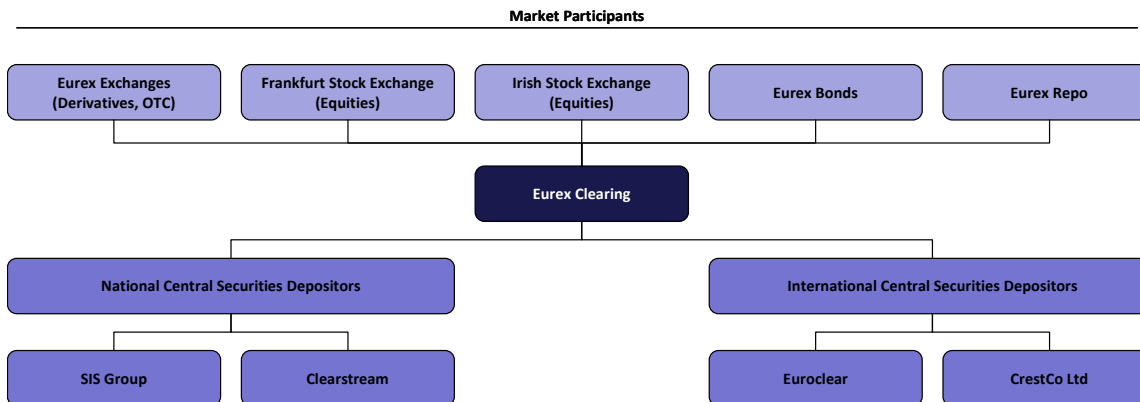 Market Participants
Eurex Exchanges
(Derivatives, OTC)
Frankfurt Stock Exchange
(Equities)
Irish Stock Exchange
(Equities)
Eurex Bonds
Eurex Repo
Eurex Clearing
National Central Securities Depositors
International Central Securities Depositors
SIS Group
Clearstream
Euroclear
CrestCo Ltd